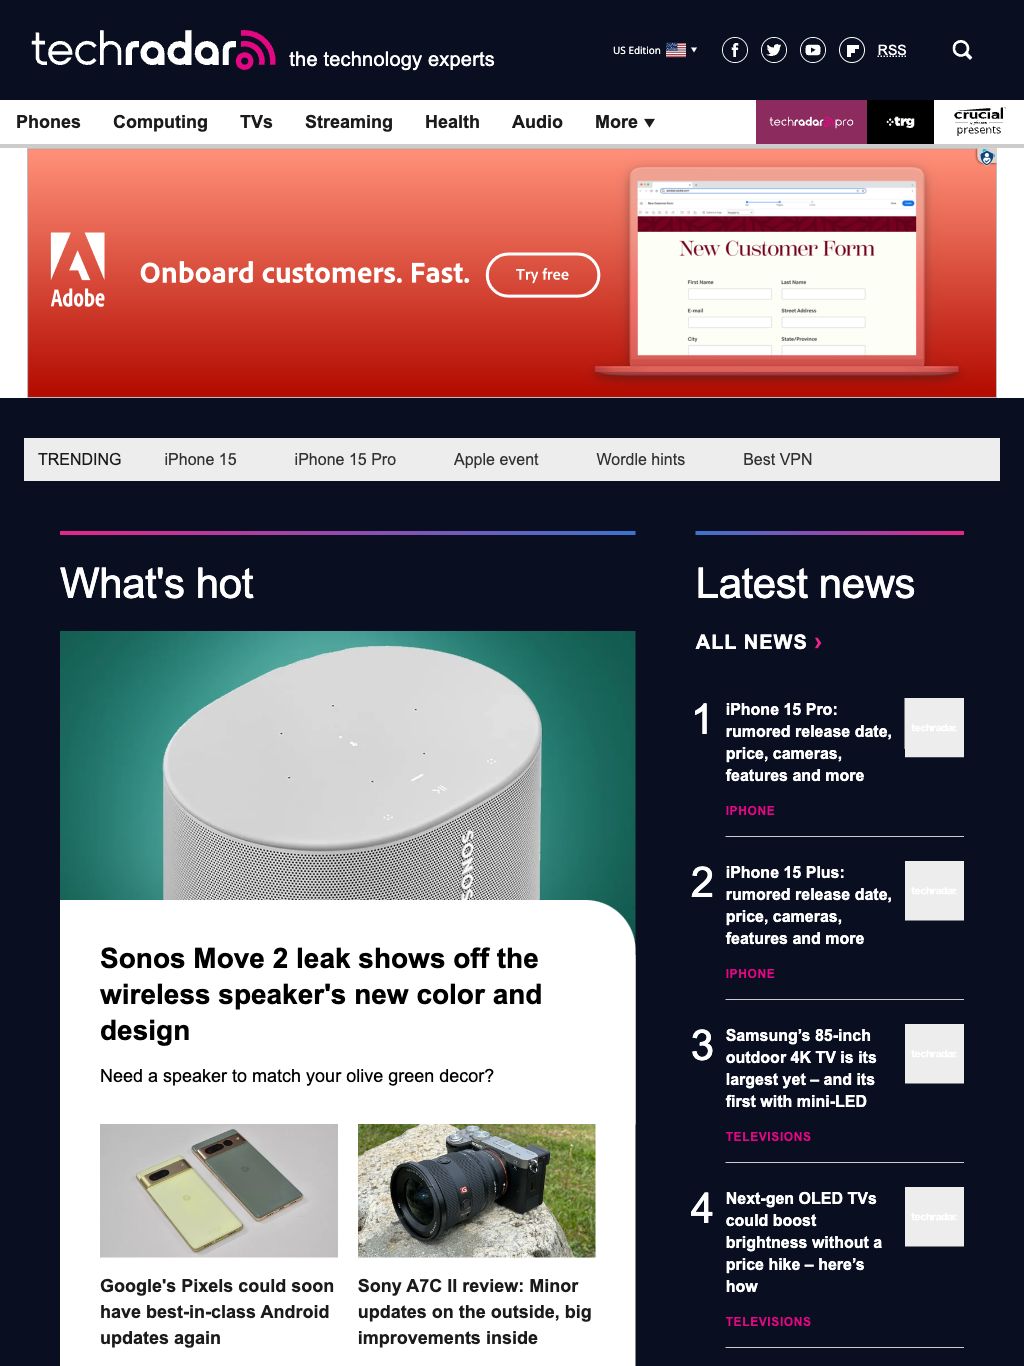 techradar
the technology experts
US Edition
RSS
Phones
Computing
TVs
Streaming
Health
Audio
More
techradar pro
trg
crucial
presents
Adobe
Onboard customers. Fast.
Try free
New Customer Form
First Name
Last Name
E-mail
Street Address
City
State/Province
TRENDING
iPhone 15
iPhone 15 Pro
Apple event
Wordle hints
Best VPN
What's hot
SONOS
Sonos Move 2 leak shows off the
wireless speaker's new color and
design
Need a speaker to match your olive green decor?
Google's Pixels could soon
have best-in-class Android
updates again
Sony A7C II review: Minor
updates on the outside, big
improvements inside
Latest news
ALL NEWS ›
1
iPhone 15 Pro:
rumored release date,
price, cameras,
features and more
techradar
IPHONE
2
iPhone 15 Plus:
rumored release date,
price, cameras,
features and more
techradar
IPHONE
3
Samsung’s 85-inch
outdoor 4K TV is its
largest yet – and its
first with mini-LED
techradar
TELEVISIONS
4
Next-gen OLED TVs
could boost
brightness without a
price hike – here’s
how
techradar
TELEVISIONS